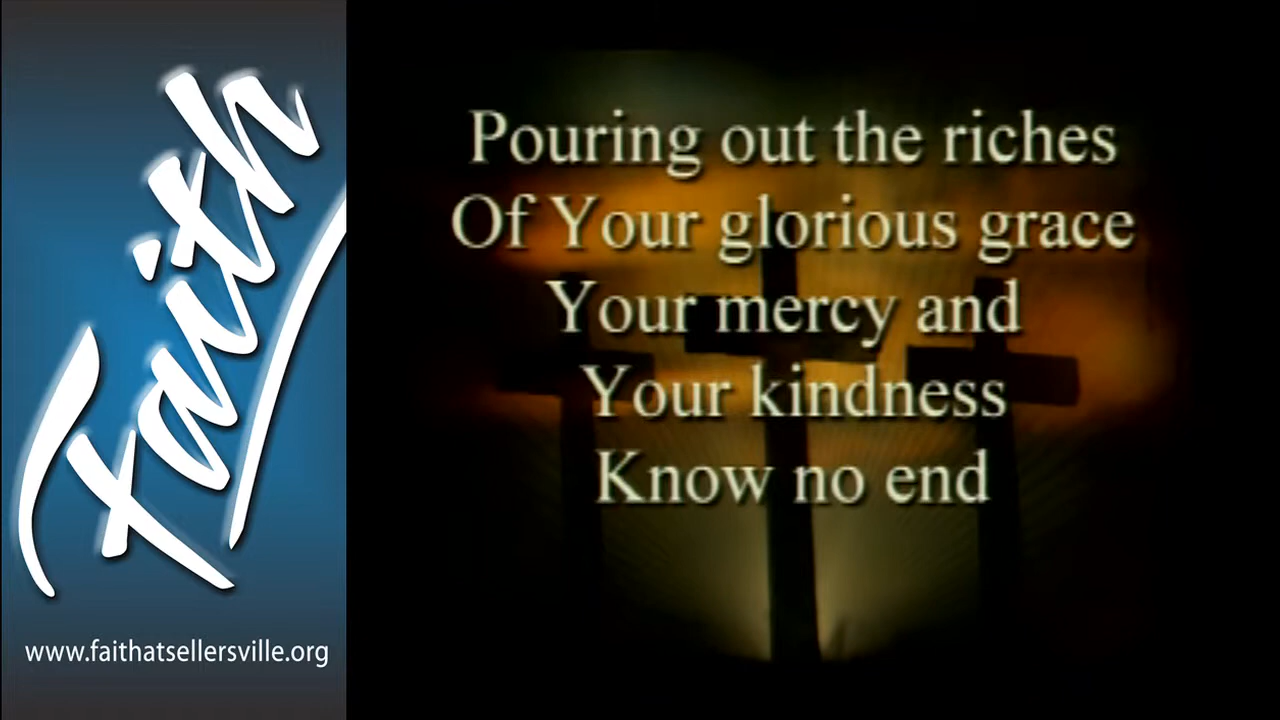 Faith
www.faithatsellersville.org
Pouring out the riches
Of Your glorious grace
Your mercy and
Your kindness
Know no end